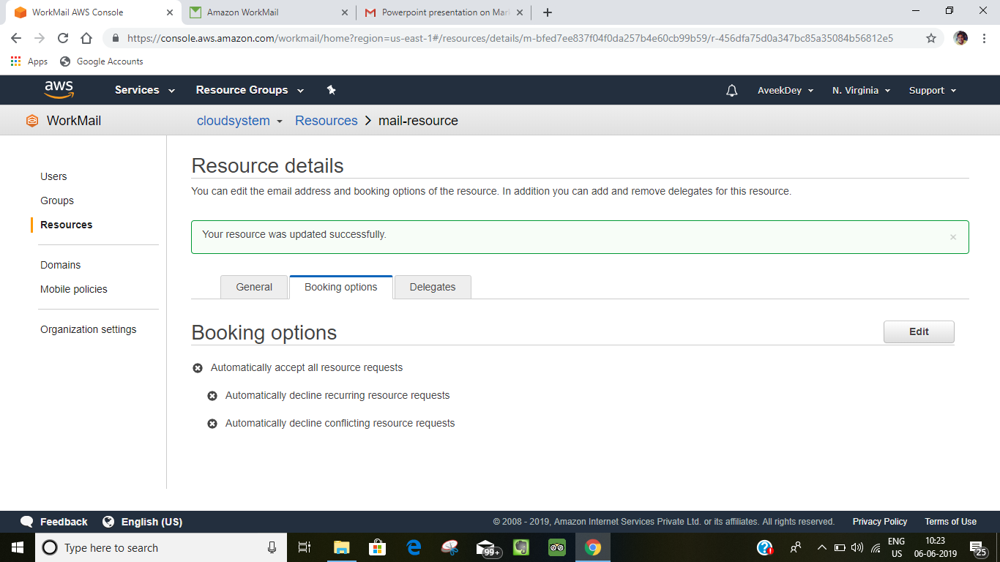 WorkMail AWS Console
Amazon WorkMail
Powerpoint presentation on Mar
https://console.aws.amazon.com/workmail/home?region=us-east-1#/resources/details/m-bfed7ee837f04f0da257b4e60cb99b59/r-456dfa75d0a347bc85a35084b56812e5
Apps
Google Accounts
aws
Services
Resource Groups
AveekDey
N. Virginia
Support
WorkMail
cloudsystem
Resources
mail-resource
Users
Groups
Resources
Domains
Mobile policies
Organization settings
Resource details
You can edit the email address and booking options of the resource. In addition you can add and remove delegates for this resource.
Your resource was updated successfully.
General
Booking options
Delegates
Booking options
Edit
Automatically accept all resource requests
Automatically decline recurring resource requests
Automatically decline conflicting resource requests
Feedback
English (US)
© 2008 - 2019, Amazon Internet Services Private Ltd. or its affiliates. All rights reserved.
Privacy Policy
Terms of Use
Type here to search
99+
ENG
US
10:23
06-06-2019
25